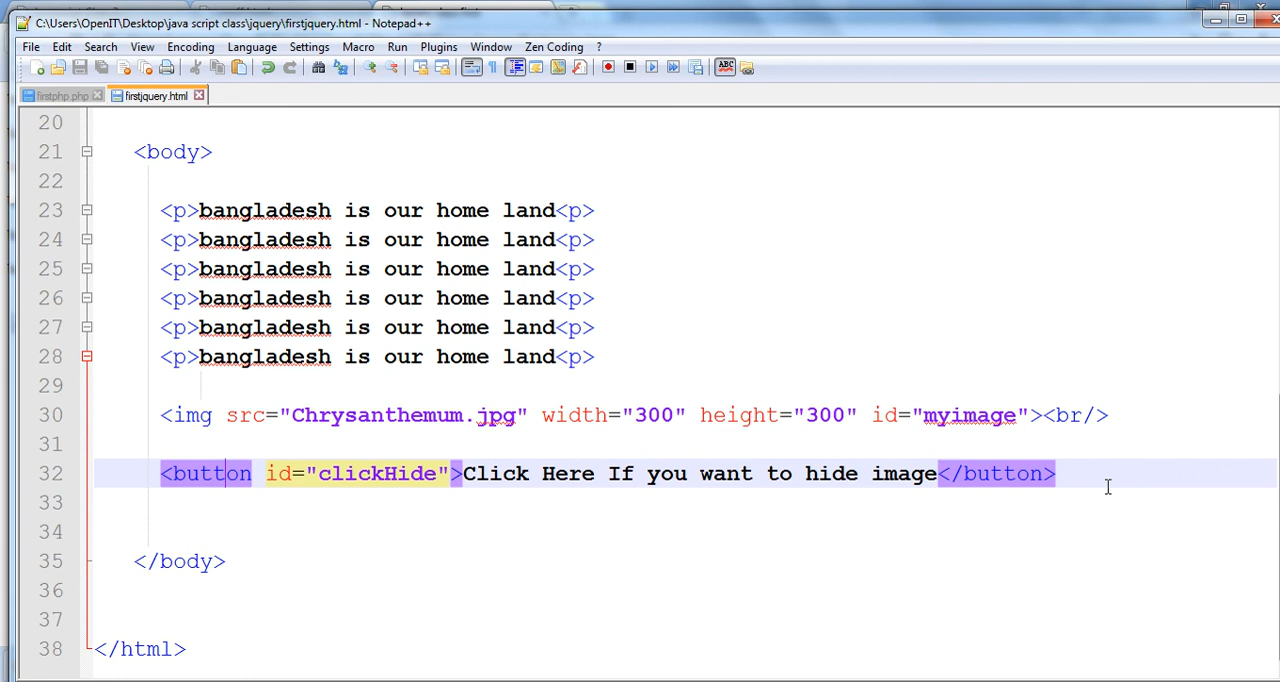 C:\Users\OpenIT\Desktop\java script class\jquery\firstjquery.html - Notepad++
File Edit Search View Encoding Language Settings Macro Run Plugins Window Zen Coding ?
ABC
firstphp.php firstjquery.html
20
21 <body>
22
23 <p>bangladesh is our home land<p>
24 <p>bangladesh is our home land<p>
25 <p>bangladesh is our home land<p>
26 <p>bangladesh is our home land<p>
27 <p>bangladesh is our home land<p>
28 <p>bangladesh is our home land<p>
29
30 <img src="Chrysanthemum.jpg" width="300" height="300" id="myimage"><br/>
31
32 <button id="clickHide">Click Here If you want to hide image</button>
33
34
35 </body>
36
37
38 </html>